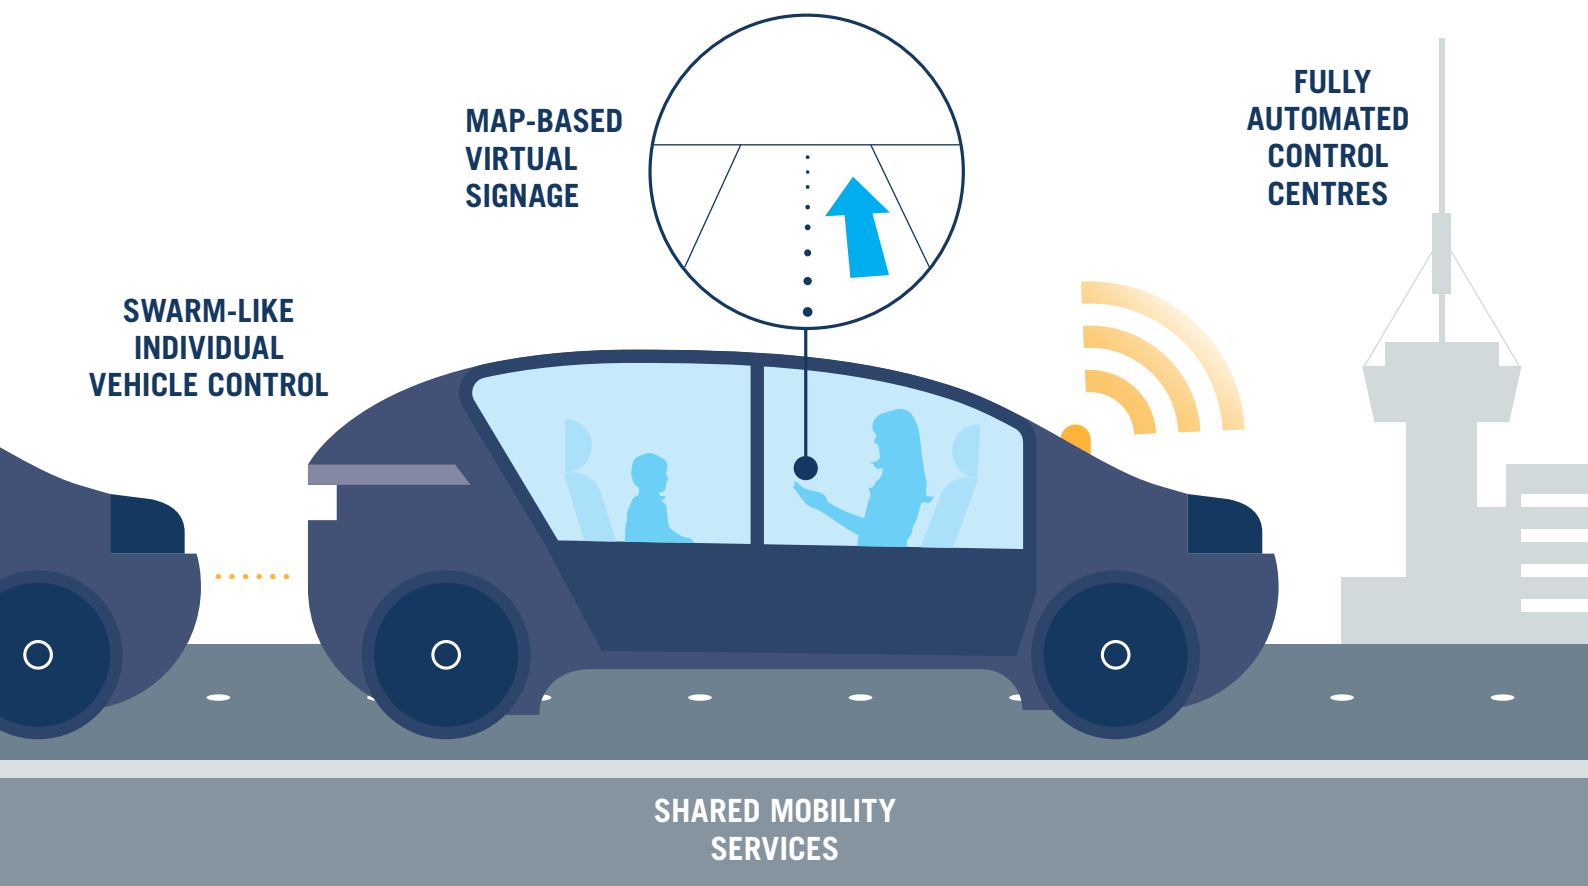 MAP-BASED
VIRTUAL
SIGNAGE
FULLY
AUTOMATED
CONTROL
CENTRES
SWARM-LIKE
INDIVIDUAL
VEHICLE CONTROL
SHARED MOBILITY
SERVICES